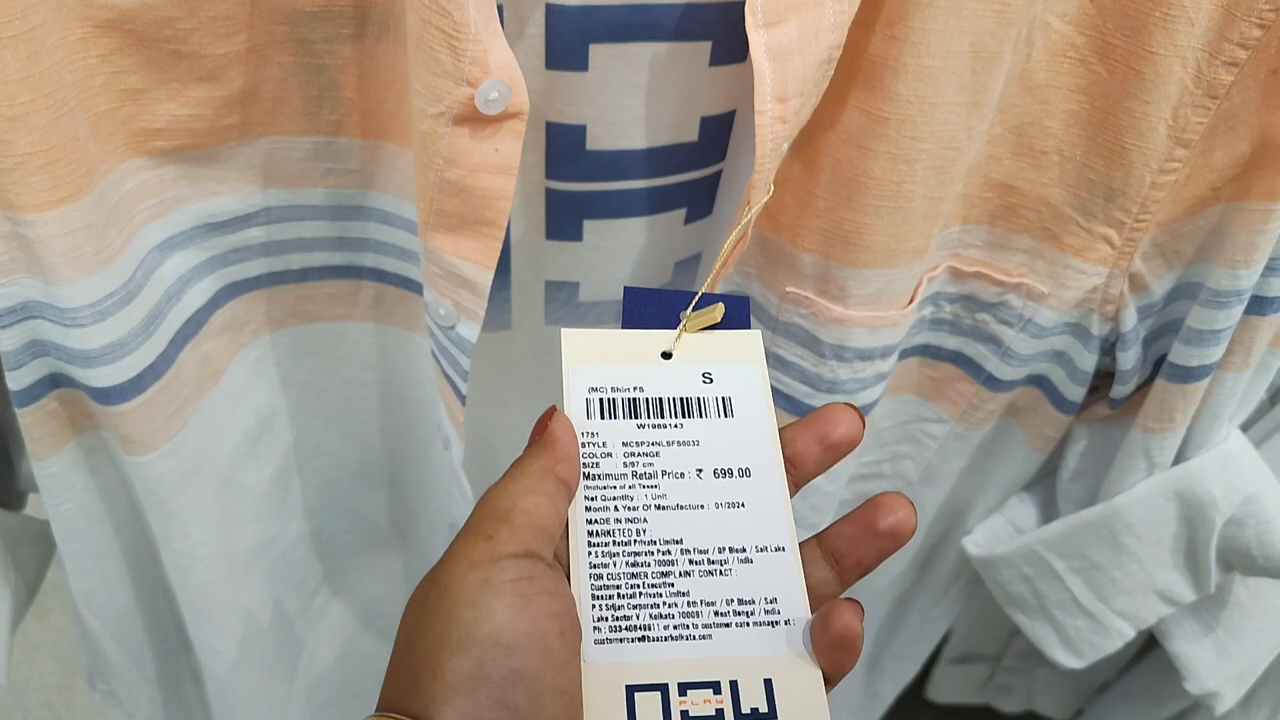 S
(MC) Shirt FS
W1989143
1751
STYLE : MCSP24NLSFS0032
COLOR : ORANGE
SIZE : S/97 cm
Maximum Retail Price : ₹ 699.00
(Inclusive of all Taxes)
Net Quantity : 1 Unit
Month & Year Of Manufacture : 01/2024
MADE IN INDIA
MARKETED BY :
Baazar Retail Private Limited
P S Srijan Corporate Park / 6th Floor / GP Block / Salt Lake
Sector V / Kolkata 700091 / West Bengal / India
FOR CUSTOMER COMPLAINT CONTACT :
Customer Care Executive
Baazar Retail Private Limited
P S Srijan Corporate Park / 6th Floor / GP Block / Salt
Lake Sector V / Kolkata 700091 / West Bengal / India
Ph : 033-40849911 or write to customer care manager at :
customercare@baazarkolkata.com
PLAY